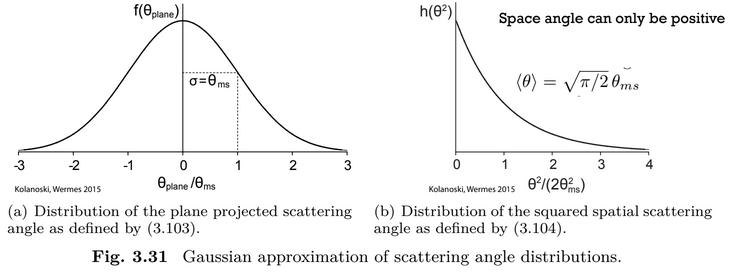 f(θplane)
σ=θms
-3 -2 -1 0 1 2 3
θplane/θms
Kolanoski, Wermes 2015
h(θ²)
Space angle can only be positive
⟨θ⟩ = √π/2 θms
0 1 2 3 4
θ²/(2θ²ms)
Kolanoski, Wermes 2015
(a) Distribution of the plane projected scattering
angle as defined by (3.103).
(b) Distribution of the squared spatial scattering
angle as defined by (3.104).
Fig. 3.31 Gaussian approximation of scattering angle distributions.